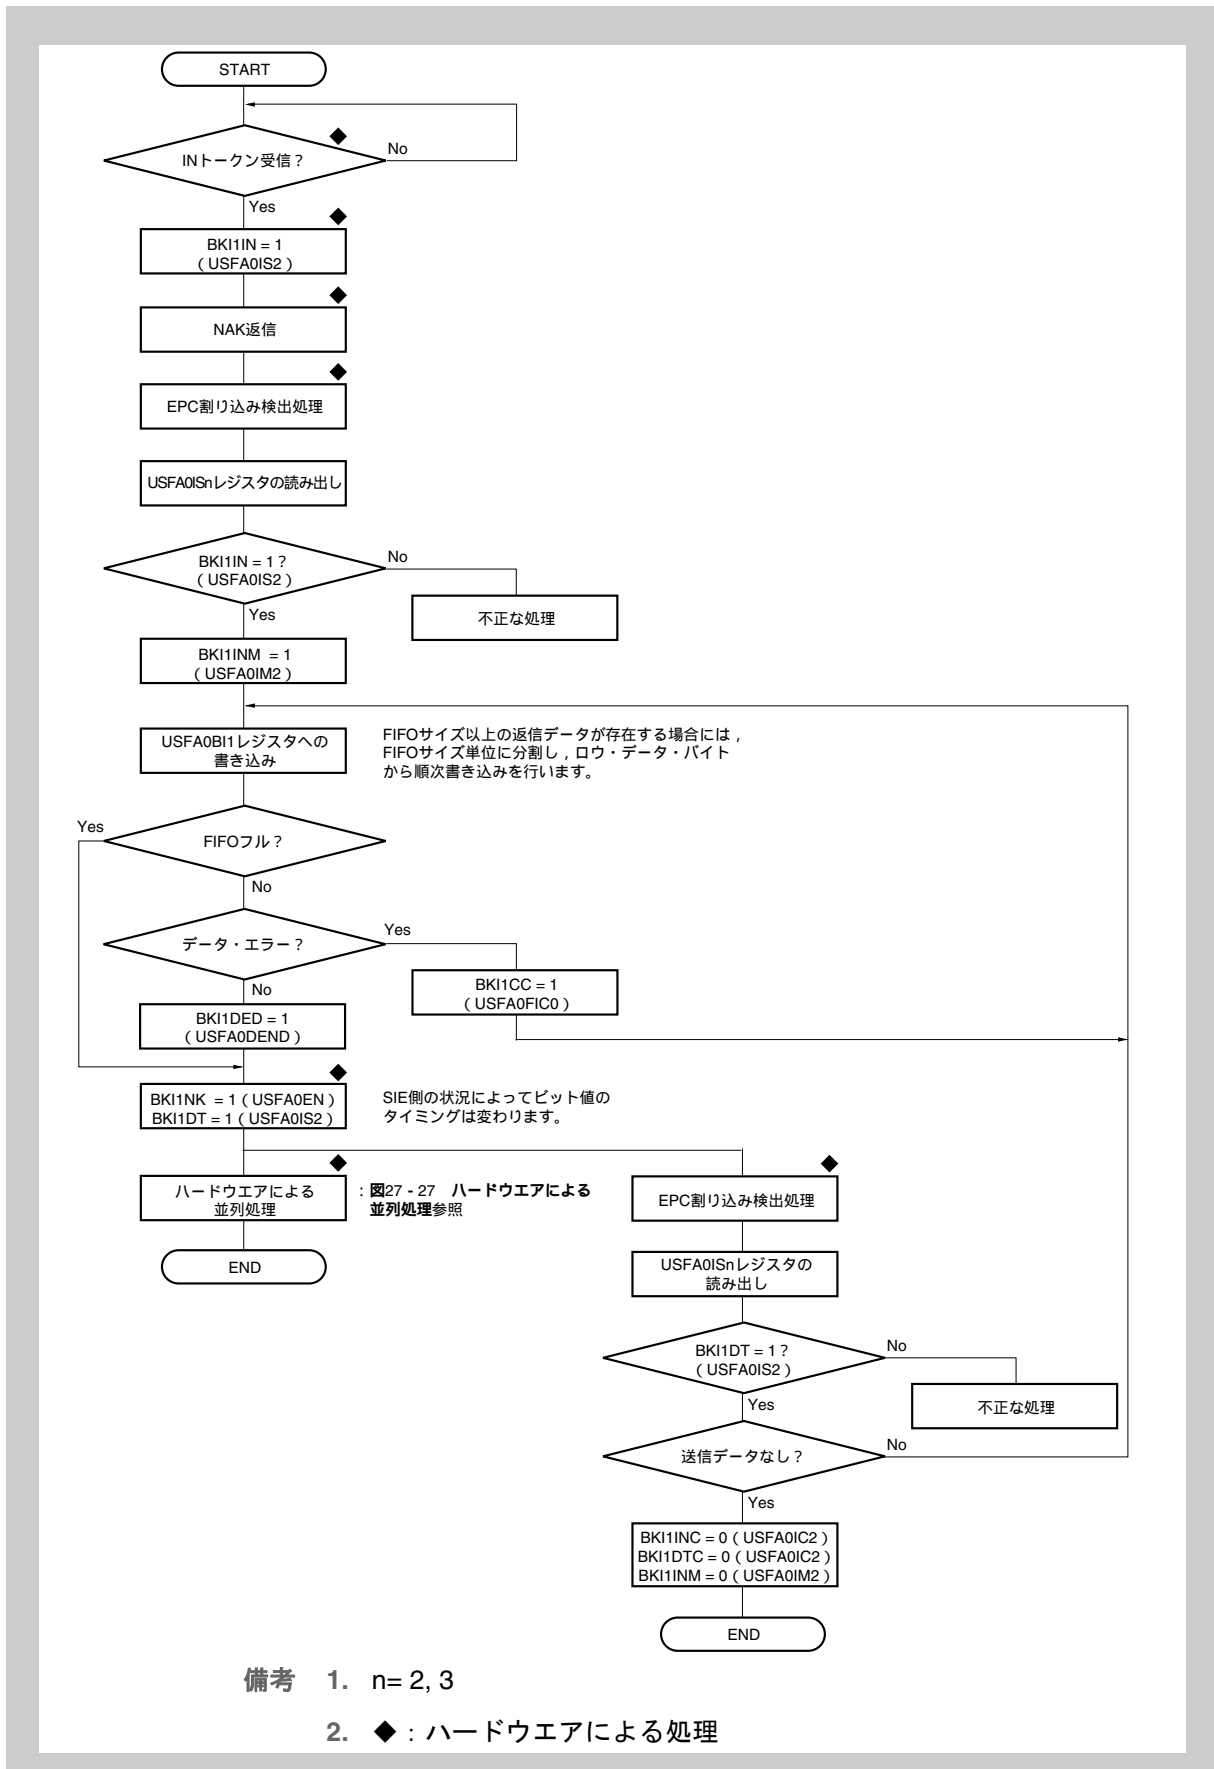 START
INトークン受信？
No
Yes
BKI1IN = 1
（USFA0IS2）
NAK返信
EPC割り込み検出処理
USFA0ISnレジスタの読み出し
BKI1IN = 1？
（USFA0IS2）
No
不正な処理
Yes
BKI1INM = 1
（USFA0IM2）
USFA0BI1レジスタへの
書き込み
FIFOサイズ以上の返信データが存在する場合には，
FIFOサイズ単位に分割し，ロウ・データ・バイト
から順次書き込みを行います。
Yes
FIFOフル？
No
データ・エラー？
Yes
BKI1CC = 1
（USFA0FIC0）
No
BKI1DED = 1
（USFA0DEND）
BKI1NK = 1（USFA0EN）
BKI1DT = 1（USFA0IS2）
SIE側の状況によってビット値の
タイミングは変わります。
ハードウエアによる
並列処理
：図27 - 27 ハードウエアによる
並列処理参照
END
EPC割り込み検出処理
USFA0ISnレジスタの
読み出し
BKI1DT = 1？
（USFA0IS2）
No
不正な処理
Yes
送信データなし？
No
Yes
BKI1INC = 0（USFA0IC2）
BKI1DTC = 0（USFA0IC2）
BKI1INM = 0（USFA0IM2）
END
備考 1. n= 2, 3
2. ◆：ハードウエアによる処理